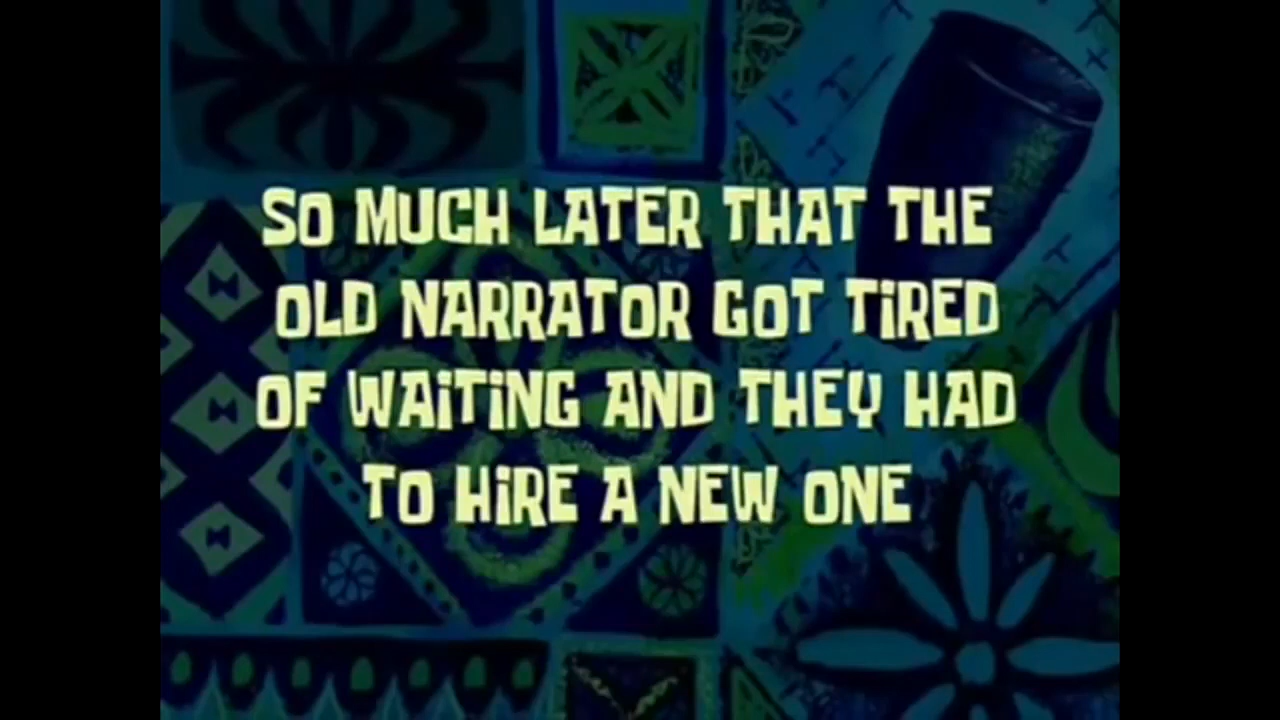 SO MUCH LATER THAT THE
OLD NARRATOR GOT TiRED
OF WAiTiNG AND THEY HAD
TO HiRE A NEW ONE